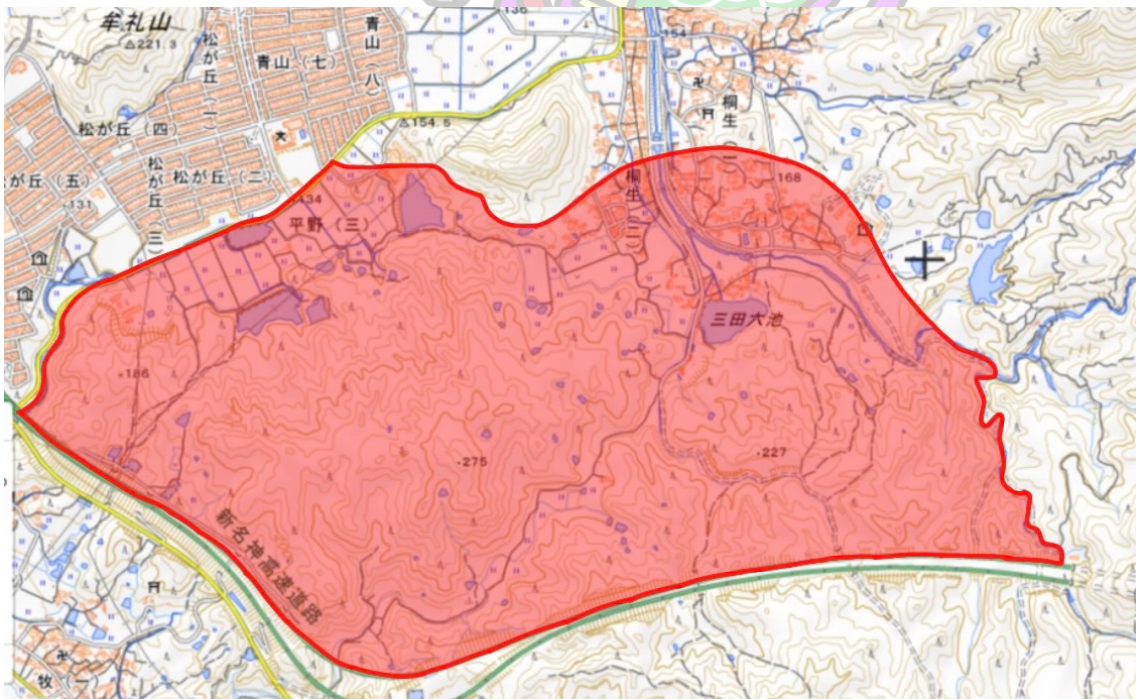 牟礼山
△221.3
136
154
松が丘(一)
青山(七)
青山(八)
△154.5
桐生(一)
松が丘(四)
松が丘(五)
松が丘(二)
松が丘(三)
・131
134
168
平野(三)
桐生(二)
三田大池
・186
・275
・227
新名神高速道路
牧(一)